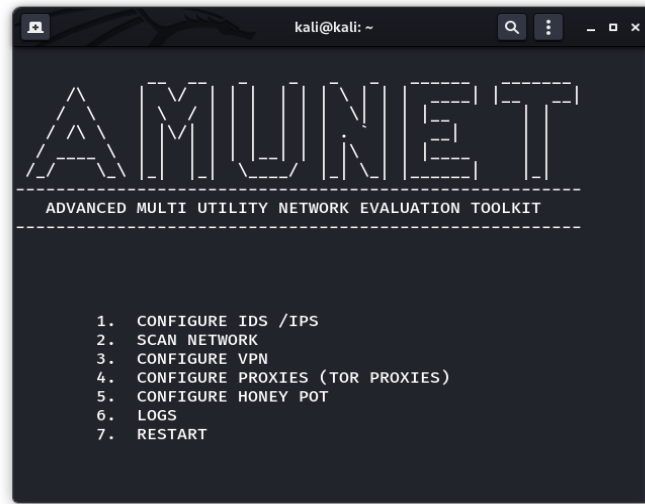 kali@kali: ~
AMUNET
ADVANCED MULTI UTILITY NETWORK EVALUATION TOOLKIT
1. CONFIGURE IDS /IPS
2. SCAN NETWORK
3. CONFIGURE VPN
4. CONFIGURE PROXIES (TOR PROXIES)
5. CONFIGURE HONEY POT
6. LOGS
7. RESTART